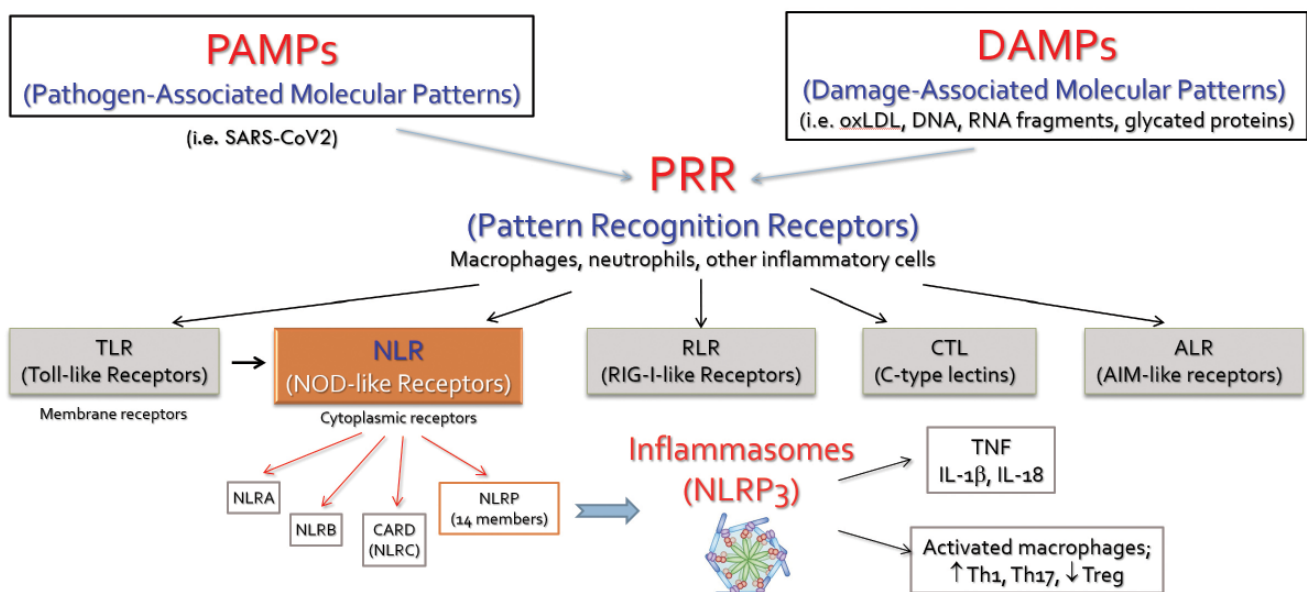 PAMPs
(Pathogen-Associated Molecular Patterns)
(i.e. SARS-CoV2)
DAMPs
(Damage-Associated Molecular Patterns)
(i.e. oxLDL, DNA, RNA fragments, glycated proteins)
PRR
(Pattern Recognition Receptors)
Macrophages, neutrophils, other inflammatory cells
TLR
(Toll-like Receptors)
Membrane receptors
NLR
(NOD-like Receptors)
Cytoplasmic receptors
RLR
(RIG-I-like Receptors)
CTL
(C-type lectins)
ALR
(AIM-like receptors)
NLRA
NLRB
CARD
(NLRC)
NLRP
(14 members)
Inflammasomes
(NLRP3)
TNF
IL-1β, IL-18
Activated macrophages;
↑Th1, Th17, ↓Treg